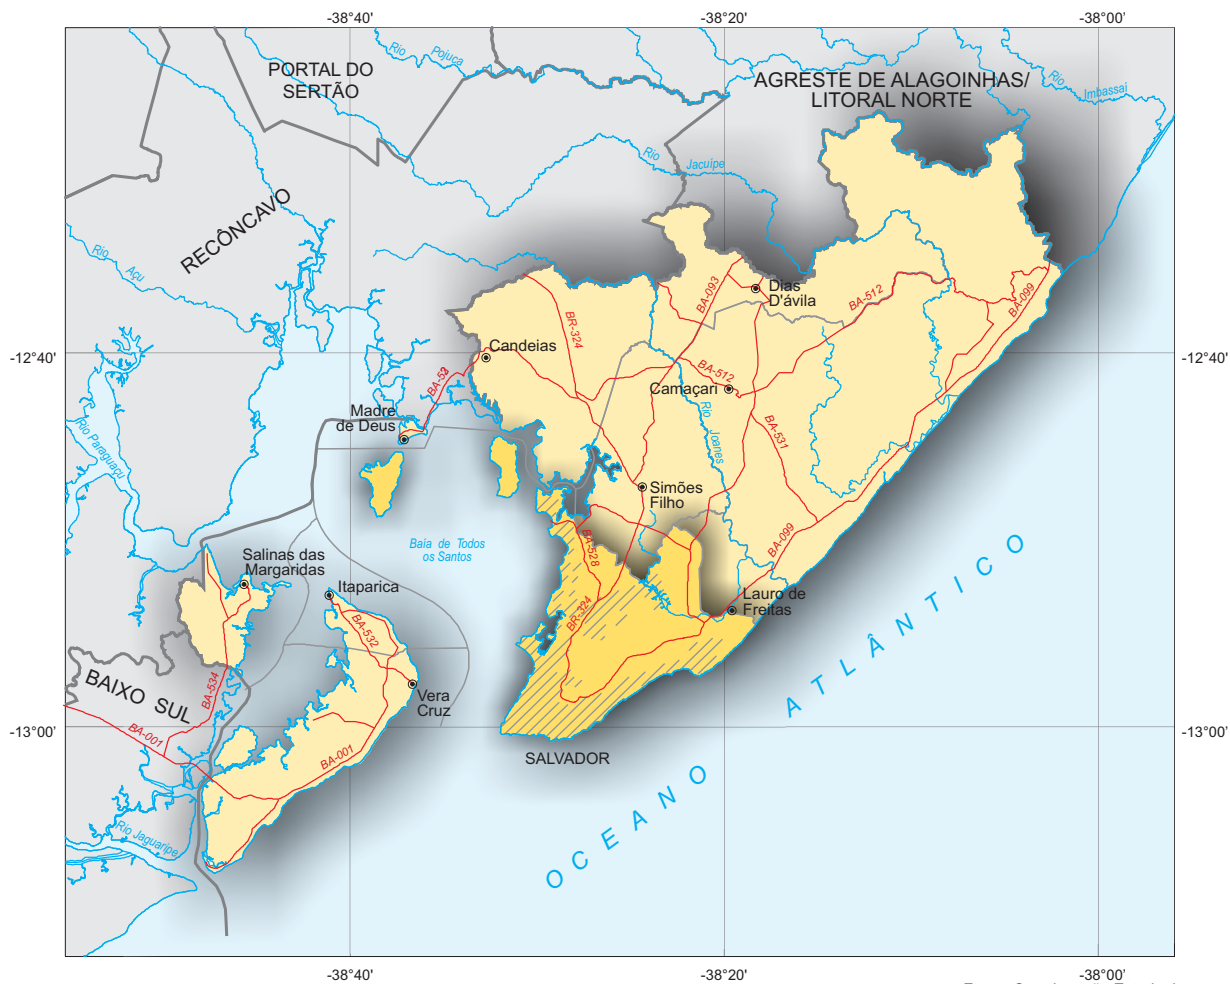 -38°40'
-38°20'
-38°00'
Rio Pojuca
PORTAL DO
SERTÃO
AGRESTE DE ALAGOINHAS/
LITORAL NORTE
Rio Imbassaí
Rio Jacuípe
RECÔNCAVO
Rio Açu
BA-093
Dias
D'ávila
BA-512
BA-099
BR-324
-12°40'
Candeias
-12°40'
BA-512
Camaçari
Madre
de Deus
Rio Joanes
BA-531
Rio Paraguaçu
Simões
Filho
Baia de Todos
os Santos
BA-528
BA-099
Salinas das
Margaridas
Itaparica
Lauro de
Freitas
BR-324
BA-532
BAIXO SUL
BA-534
Vera
Cruz
-13°00'
BA-001
BA-001
SALVADOR
-13°00'
OCEANO ATLÂNTICO
Rio Jaguaripe
-38°40'
-38°20'
-38°00'